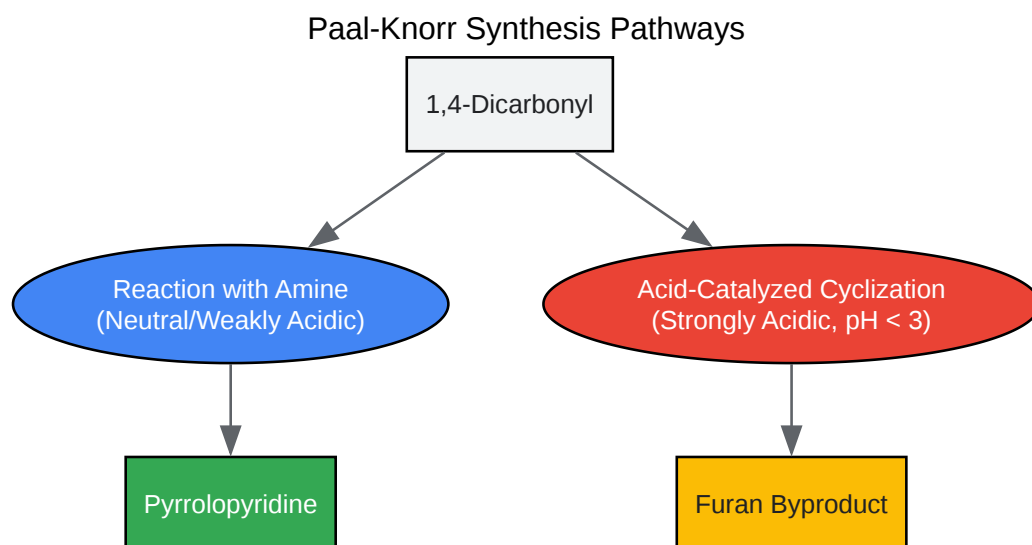 Paal-Knorr Synthesis Pathways
1,4-Dicarbonyl
Reaction with Amine
(Neutral/Weakly Acidic)
Acid-Catalyzed Cyclization
(Strongly Acidic, pH < 3)
Pyrrolopyridine
Furan Byproduct